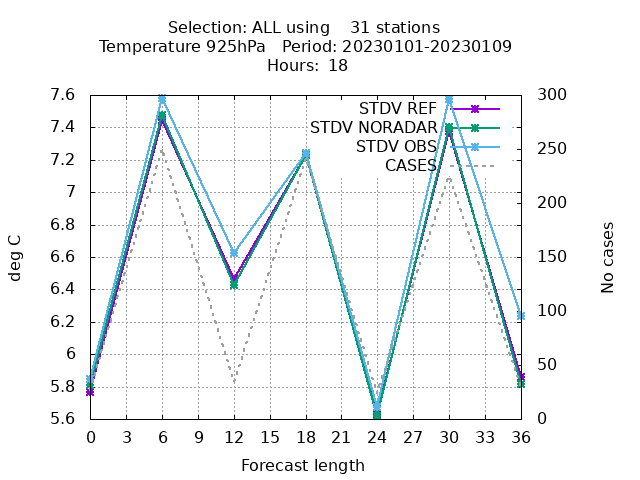 Selection: ALL using    31 stations
Temperature 925hPa   Period: 20230101-20230109
Hours:  18
STDV REF
STDV NORADAR
STDV OBS
CASES
7.6
7.4
7.2
7
6.8
6.6
6.4
6.2
6
5.8
5.6
deg C
300
250
200
150
100
50
0
No cases
0 3 6 9 12 15 18 21 24 27 30 33 36
Forecast length